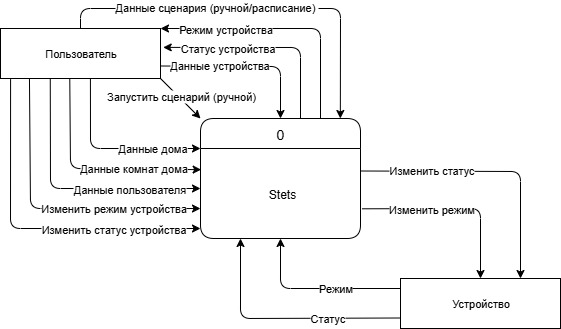 Данные сценария (ручной/расписание)
Режим устройства
Пользователь
Статус устройства
Данные устройства
Запустить сценарий (ручной)
0
Данные дома
Данные комнат дома
Изменить статус
Данные пользователя
Stets
Изменить режим устройства
Изменить режим
Изменить статус устройства
Режим
Устройство
Статус